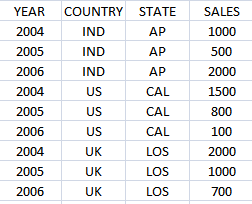 YEAR COUNTRY STATE SALES
2004 IND AP 1000
2005 IND AP 500
2006 IND AP 2000
2004 US CAL 1500
2005 US CAL 800
2006 US CAL 100
2004 UK LOS 2000
2005 UK LOS 1000
2006 UK LOS 700